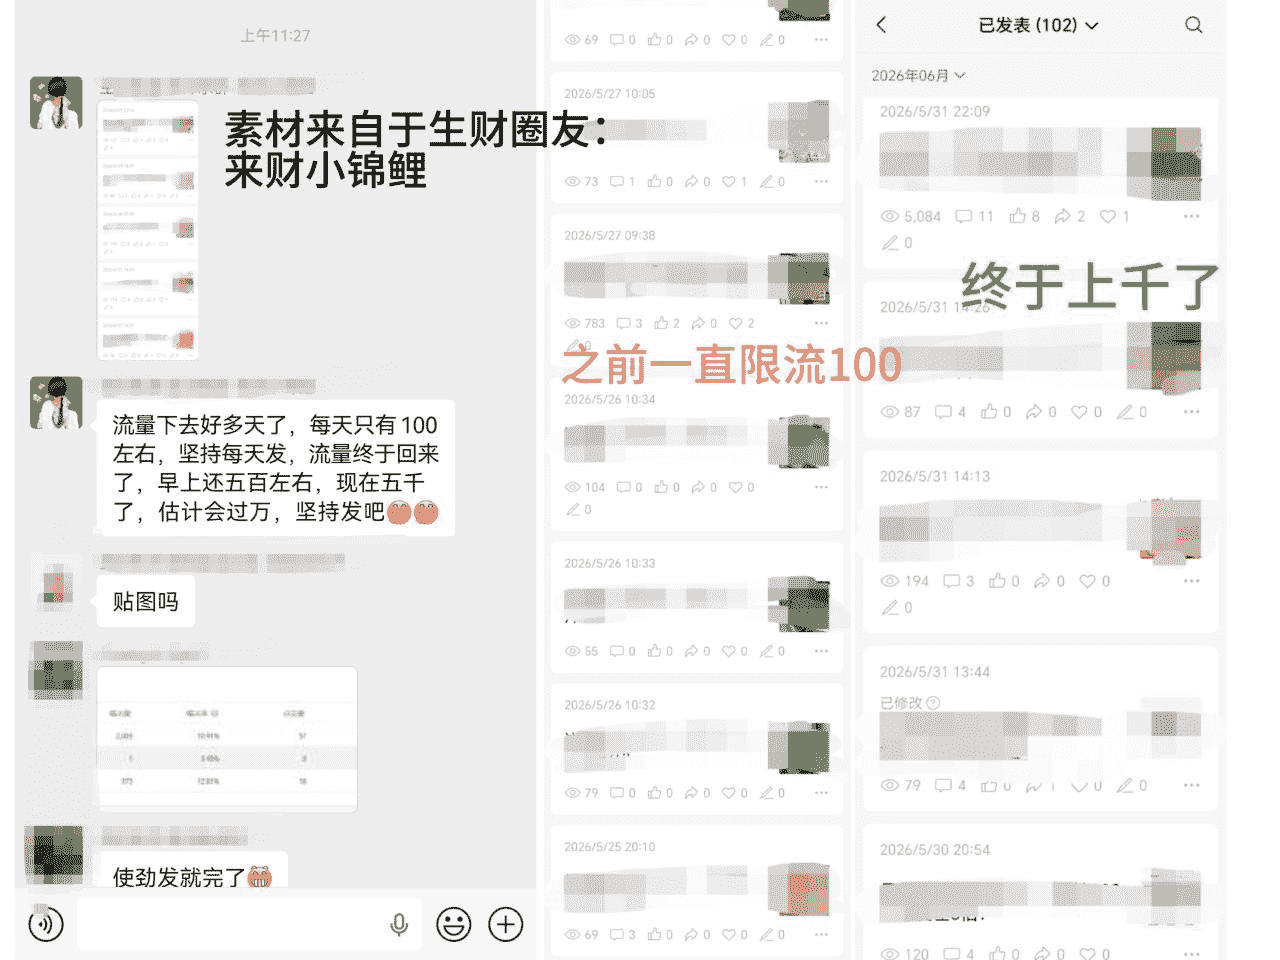 上午11:27
素材来自于生财圈友：
来财小锦鲤
流量下去好多天了，每天只有100
左右，坚持每天发，流量终于回来
了，早上还五百左右，现在五千
了，估计会过万，坚持发吧
贴图吗
使劲发就完了
69 0 0 0 0 0
2026/5/27 10:05
73 1 0 0 1 0
2026/5/27 09:38
783 3 2 0 2
0
之前一直限流100
2026/5/26 10:34
104 0 0 0 0
0
2026/5/26 10:33
55 0 0 0 0 0
2026/5/26 10:32
79 0 0 0 0 0
2026/5/25 20:10
69 3 0 0 0 0
已发表 (102)
2026年06月
2026/5/31 22:09
5,084 11 8 2 1
0
终于上千了
2026/5/31 14:26
87 4 0 0 0 0
2026/5/31 14:13
194 3 0 0 0
0
2026/5/31 13:44
已修改
79 4 0 1 0 0
2026/5/30 20:54
120 4 0 0 0